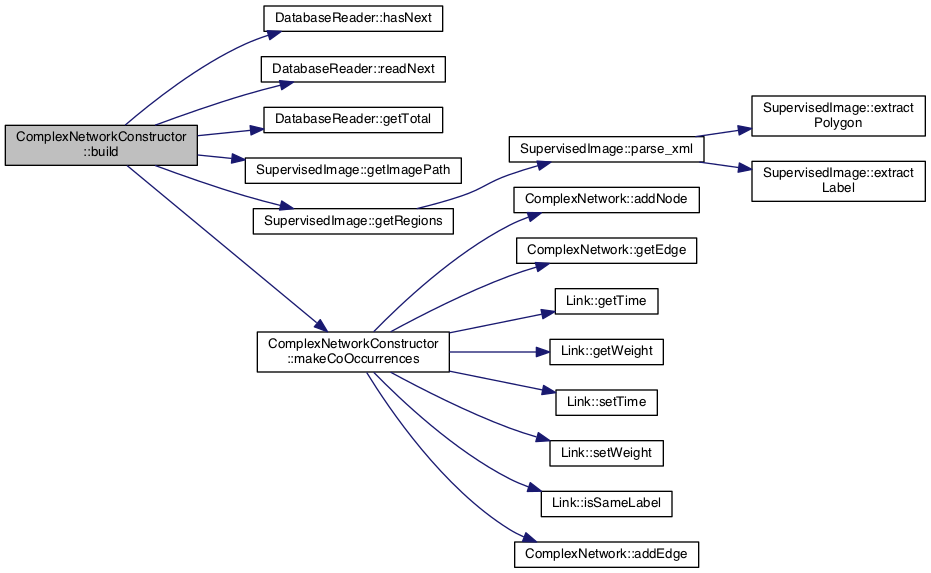 DatabaseReader::hasNext
DatabaseReader::readNext
DatabaseReader::getTotal
ComplexNetworkConstructor
::build
SupervisedImage::getImagePath
SupervisedImage::getRegions
SupervisedImage::parse_xml
SupervisedImage::extract
Polygon
SupervisedImage::extract
Label
ComplexNetworkConstructor
::makeCoOccurrences
ComplexNetwork::addNode
ComplexNetwork::getEdge
Link::getTime
Link::getWeight
Link::setTime
Link::setWeight
Link::isSameLabel
ComplexNetwork::addEdge